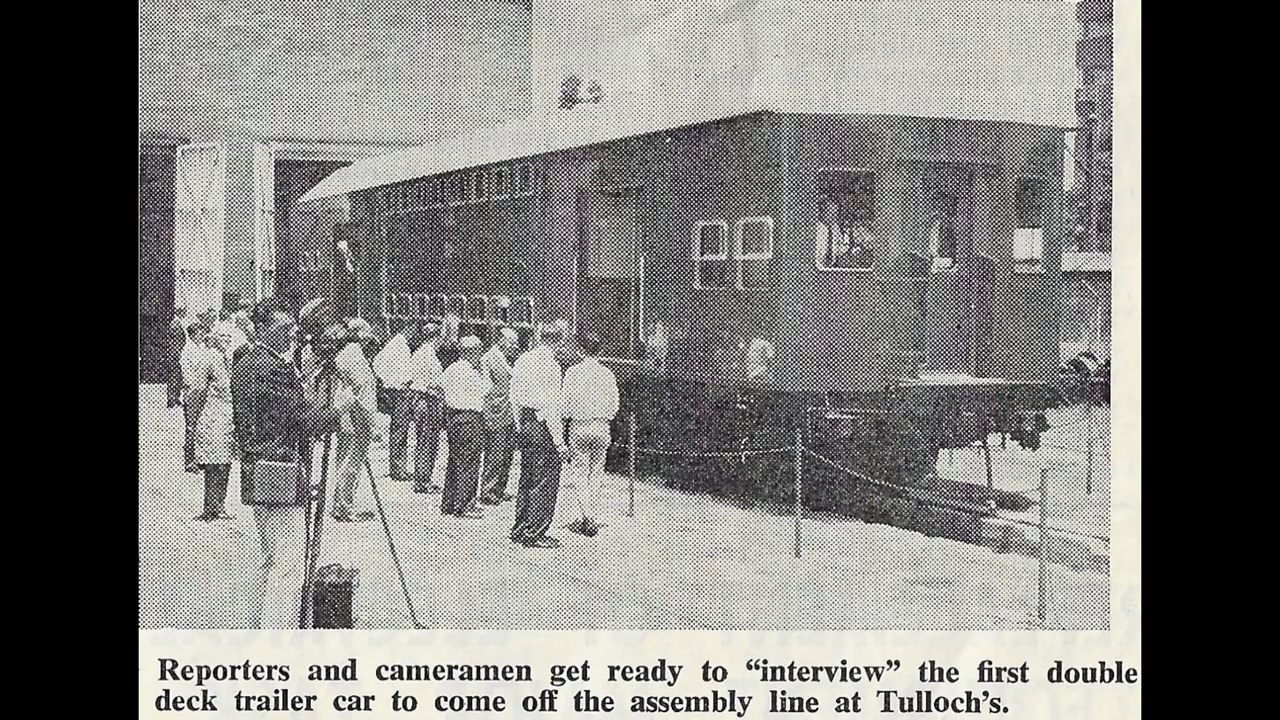 Reporters and cameramen get ready to “interview” the first double
deck trailer car to come off the assembly line at Tulloch’s.